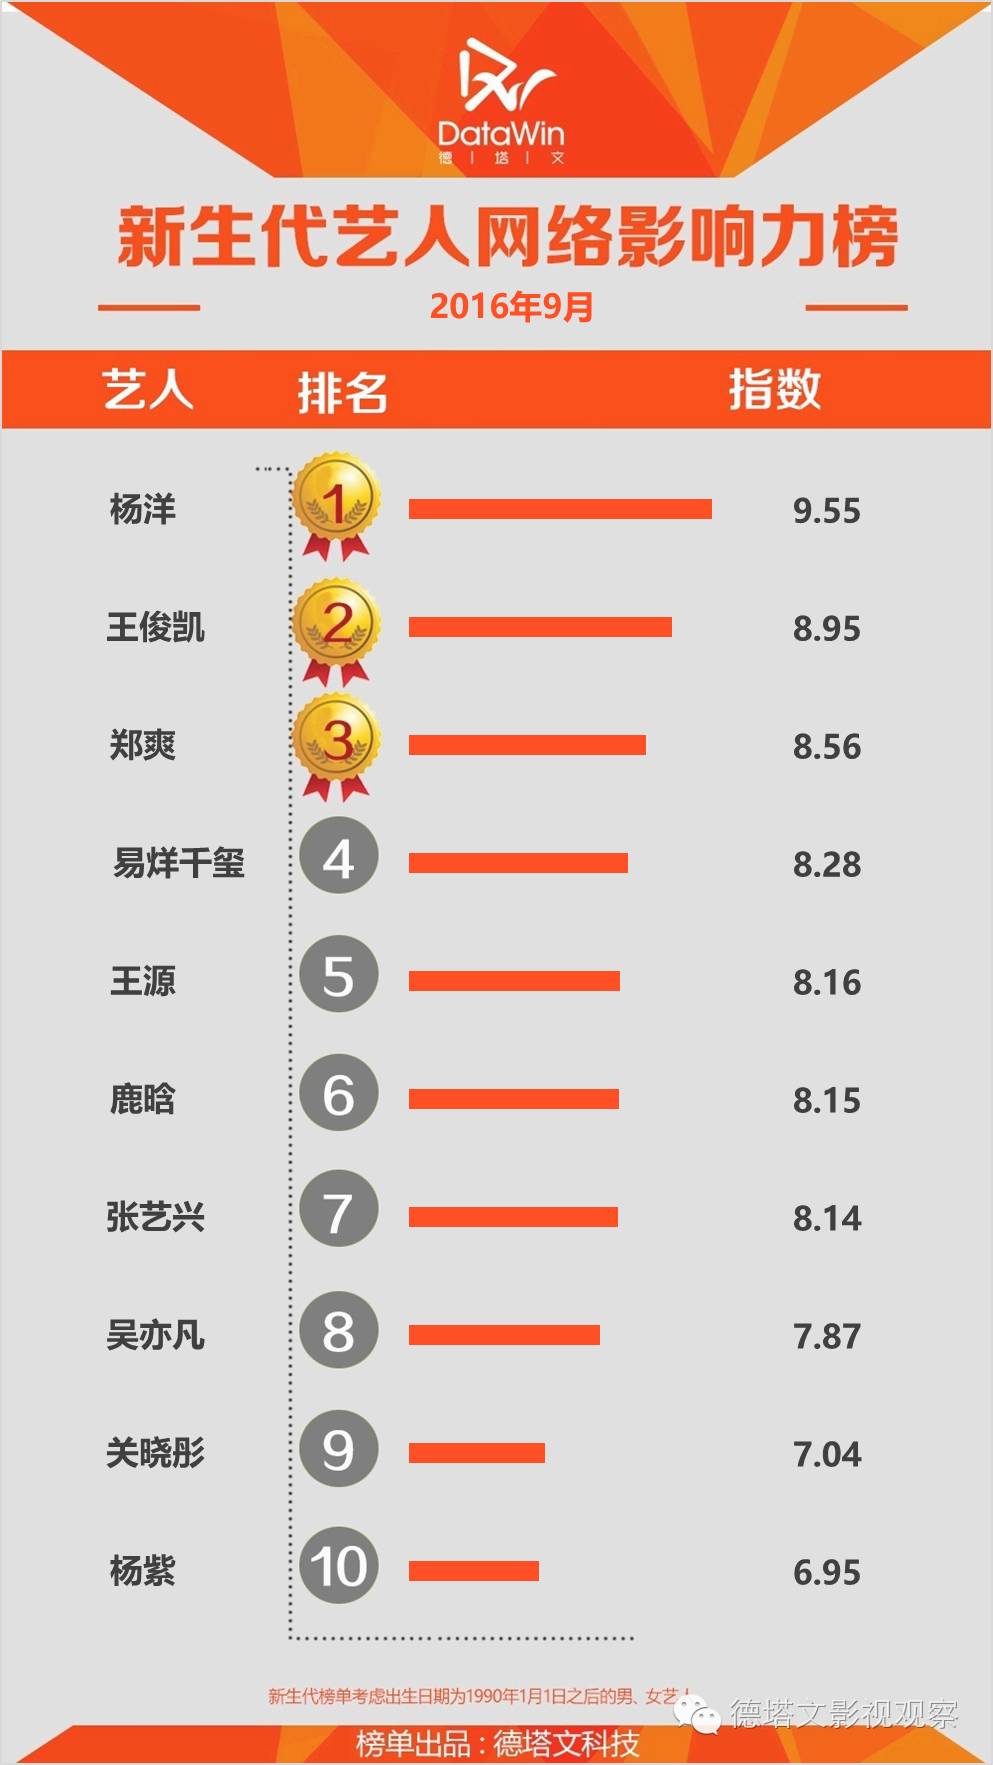 DataWin
德 | 塔 | 文
新生代艺人网络影响力榜
2016年9月
艺人 排名 指数
杨洋 1 9.55
王俊凯 2 8.95
郑爽 3 8.56
易烊千玺 4 8.28
王源 5 8.16
鹿晗 6 8.15
张艺兴 7 8.14
吴亦凡 8 7.87
关晓彤 9 7.04
杨紫 10 6.95
新生代榜单考虑出生日期为1990年1月1日之后的男、女艺人
德塔文影视观察
榜单出品：德塔文科技